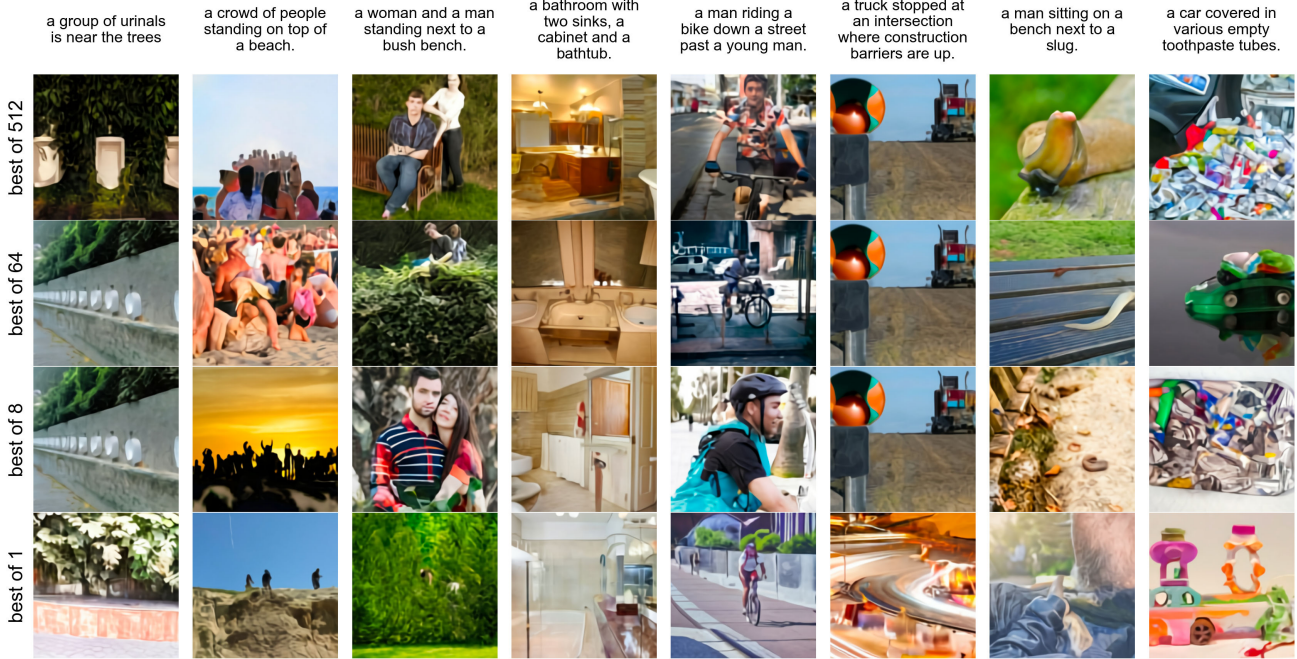 a group of urinals
is near the trees
a crowd of people
standing on top of
a beach.
a woman and a man
standing next to a
bush bench.
a bathroom with
two sinks, a
cabinet and a
bathtub.
a man riding a
bike down a street
past a young man.
a truck stopped at
an intersection
where construction
barriers are up.
a man sitting on a
bench next to a
slug.
a car covered in
various empty
toothpaste tubes.
best of 512
best of 64
best of 8
best of 1